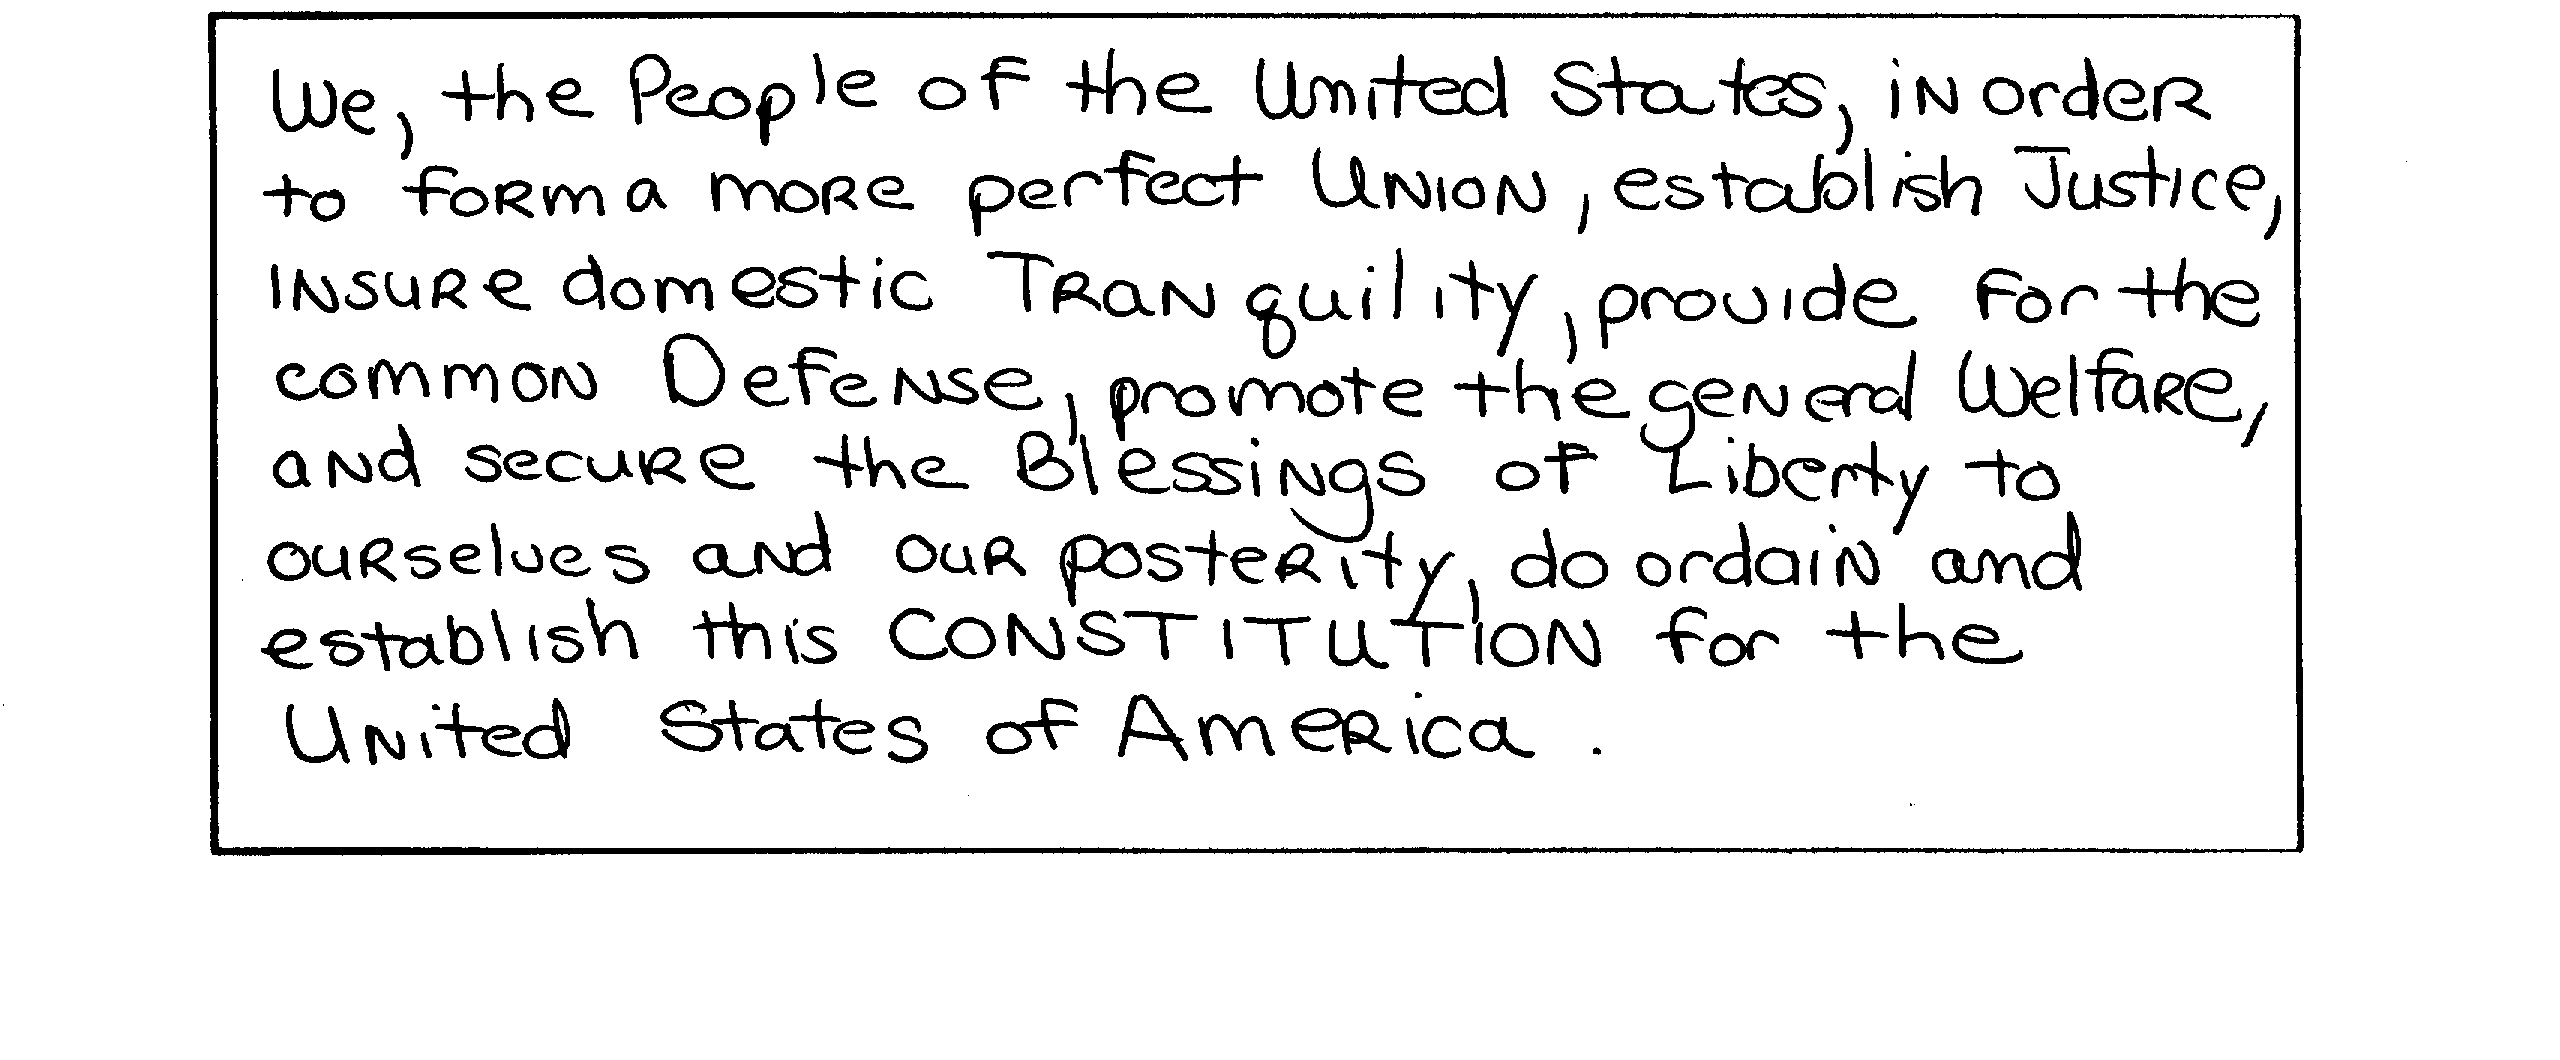 We, the People of the United States, in order
to form a more perfect Union, establish Justice,
insure domestic Tranquility, provide for the
common Defense, promote the general Welfare,
and secure the Blessings of Liberty to
ourselves and our posterity, do ordain and
establish this CONSTITUTION for the
United States of America.